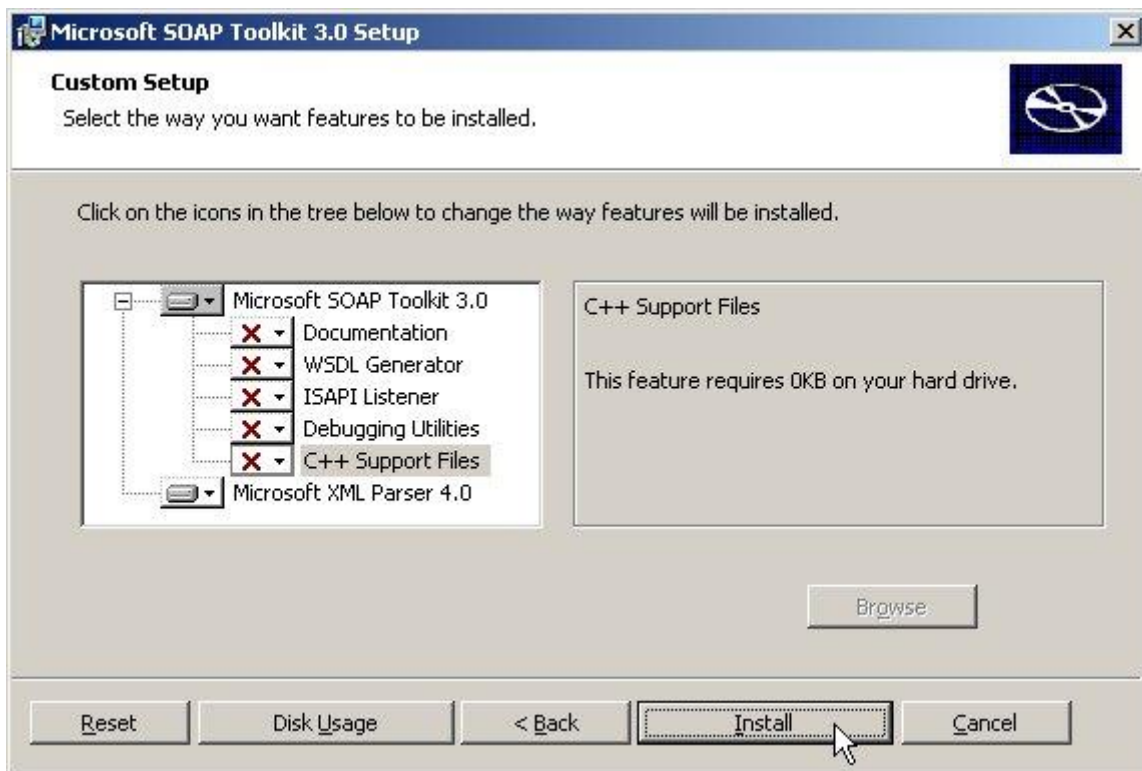 Microsoft SOAP Toolkit 3.0 Setup
Custom Setup
Select the way you want features to be installed.
Click on the icons in the tree below to change the way features will be installed.
Microsoft SOAP Toolkit 3.0
Documentation
WSDL Generator
ISAPI Listener
Debugging Utilities
C++ Support Files
Microsoft XML Parser 4.0
C++ Support Files
This feature requires 0KB on your hard drive.
Browse
Reset
Disk Usage
< Back
Install
Cancel